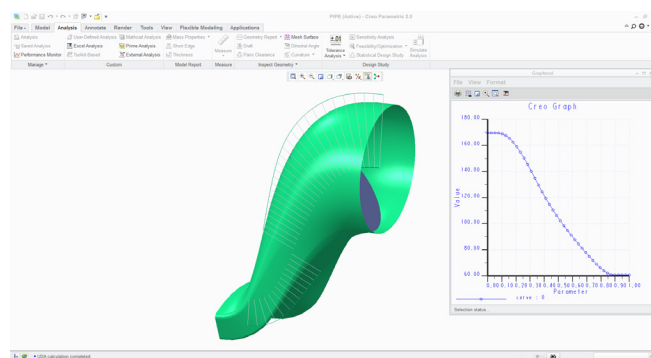 PIPE (Active) - Creo Parametric 2.0
File Model Analysis Annotate Render Tools View Flexible Modeling Applications
Analysis User-Defined Analysis Mathcad Analysis Mass Properties Geometry Report Mesh Surface Sensitivity Analysis
Saved Analysis Excel Analysis Prime Analysis Short Edge Measure Draft Dihedral Angle Tolerance Analysis Feasibility/Optimization Simulate Analysis
Performance Monitor Toolkit-Based External Analysis Thickness Pairs Clearance Curvature Statistical Design Study
Manage Custom Model Report Measure Inspect Geometry Design Study
Graphtool
File View Format
Creo Graph
180.00
160.00
140.00
120.00
100.00
80.00
60.00
Value
0.00 0.10 0.20 0.30 0.40 0.50 0.60 0.70 0.80 0.90 1.00
Parameter
curve : 0
Selection status...
UDA calculation completed.